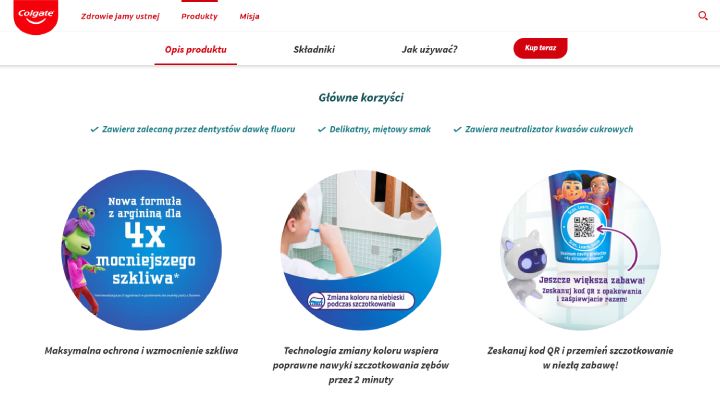 Colgate
Zdrowie jamy ustnej
Produkty
Misja
Opis produktu
Składniki
Jak używać?
Kup teraz
Główne korzyści
Zawiera zalecaną przez dentystów dawkę fluoru
Delikatny, miętowy smak
Zawiera neutralizator kwasów cukrowych
Nowa formuła
z argininą dla
4x
mocniejszego
szkliwa*
Zmiana koloru na niebieski
podczas szczotkowania
Jeszcze większa zabawa!
Zeskanuj kod QR z opakowania
i zaśpiewajcie razem!
Maksymalna ochrona i wzmocnienie szkliwa
Technologia zmiany koloru wspiera
poprawne nawyki szczotkowania zębów
przez 2 minuty
Zeskanuj kod QR i przemień szczotkowanie
w niezłą zabawę!